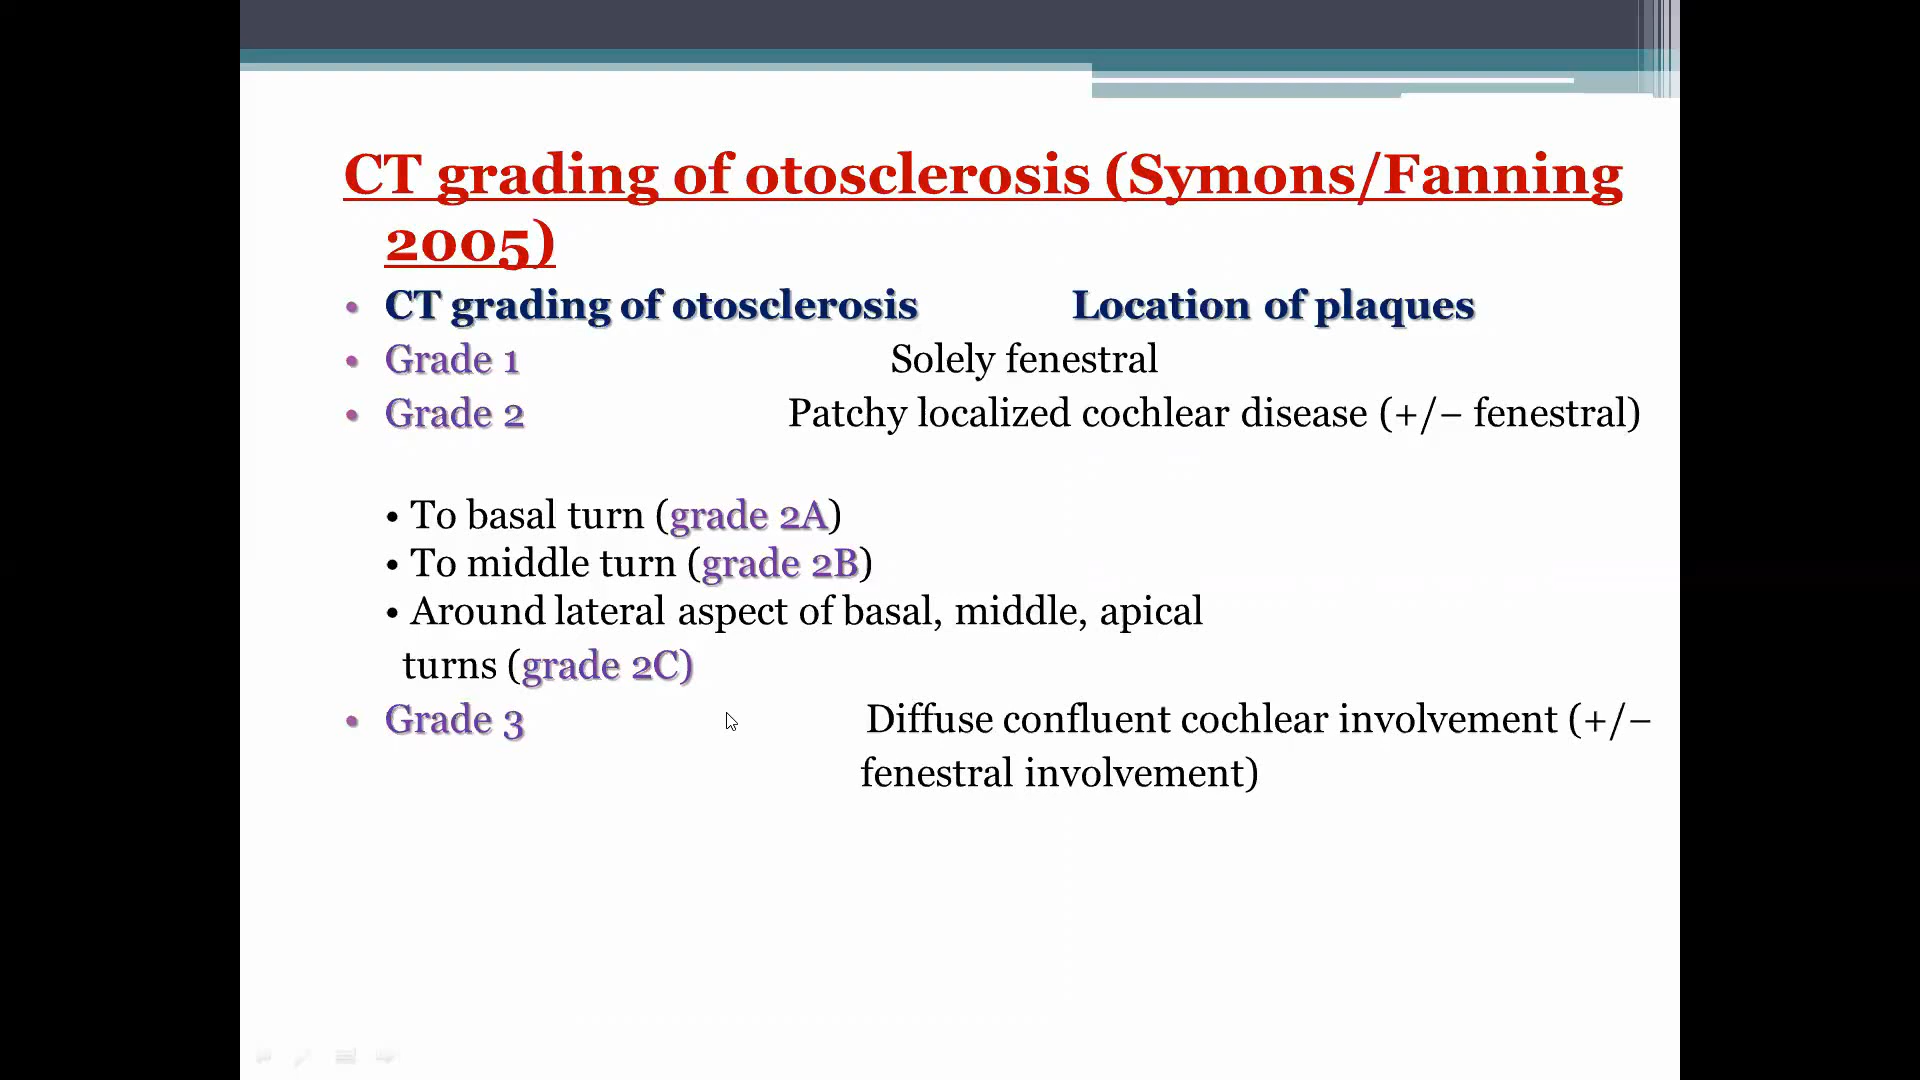 CT grading of otosclerosis (Symons/Fanning
2005)
• CT grading of otosclerosis Location of plaques
• Grade 1 Solely fenestral
• Grade 2 Patchy localized cochlear disease (+/− fenestral)
• To basal turn (grade 2A)
• To middle turn (grade 2B)
• Around lateral aspect of basal, middle, apical
turns (grade 2C)
• Grade 3 Diffuse confluent cochlear involvement (+/−
fenestral involvement)